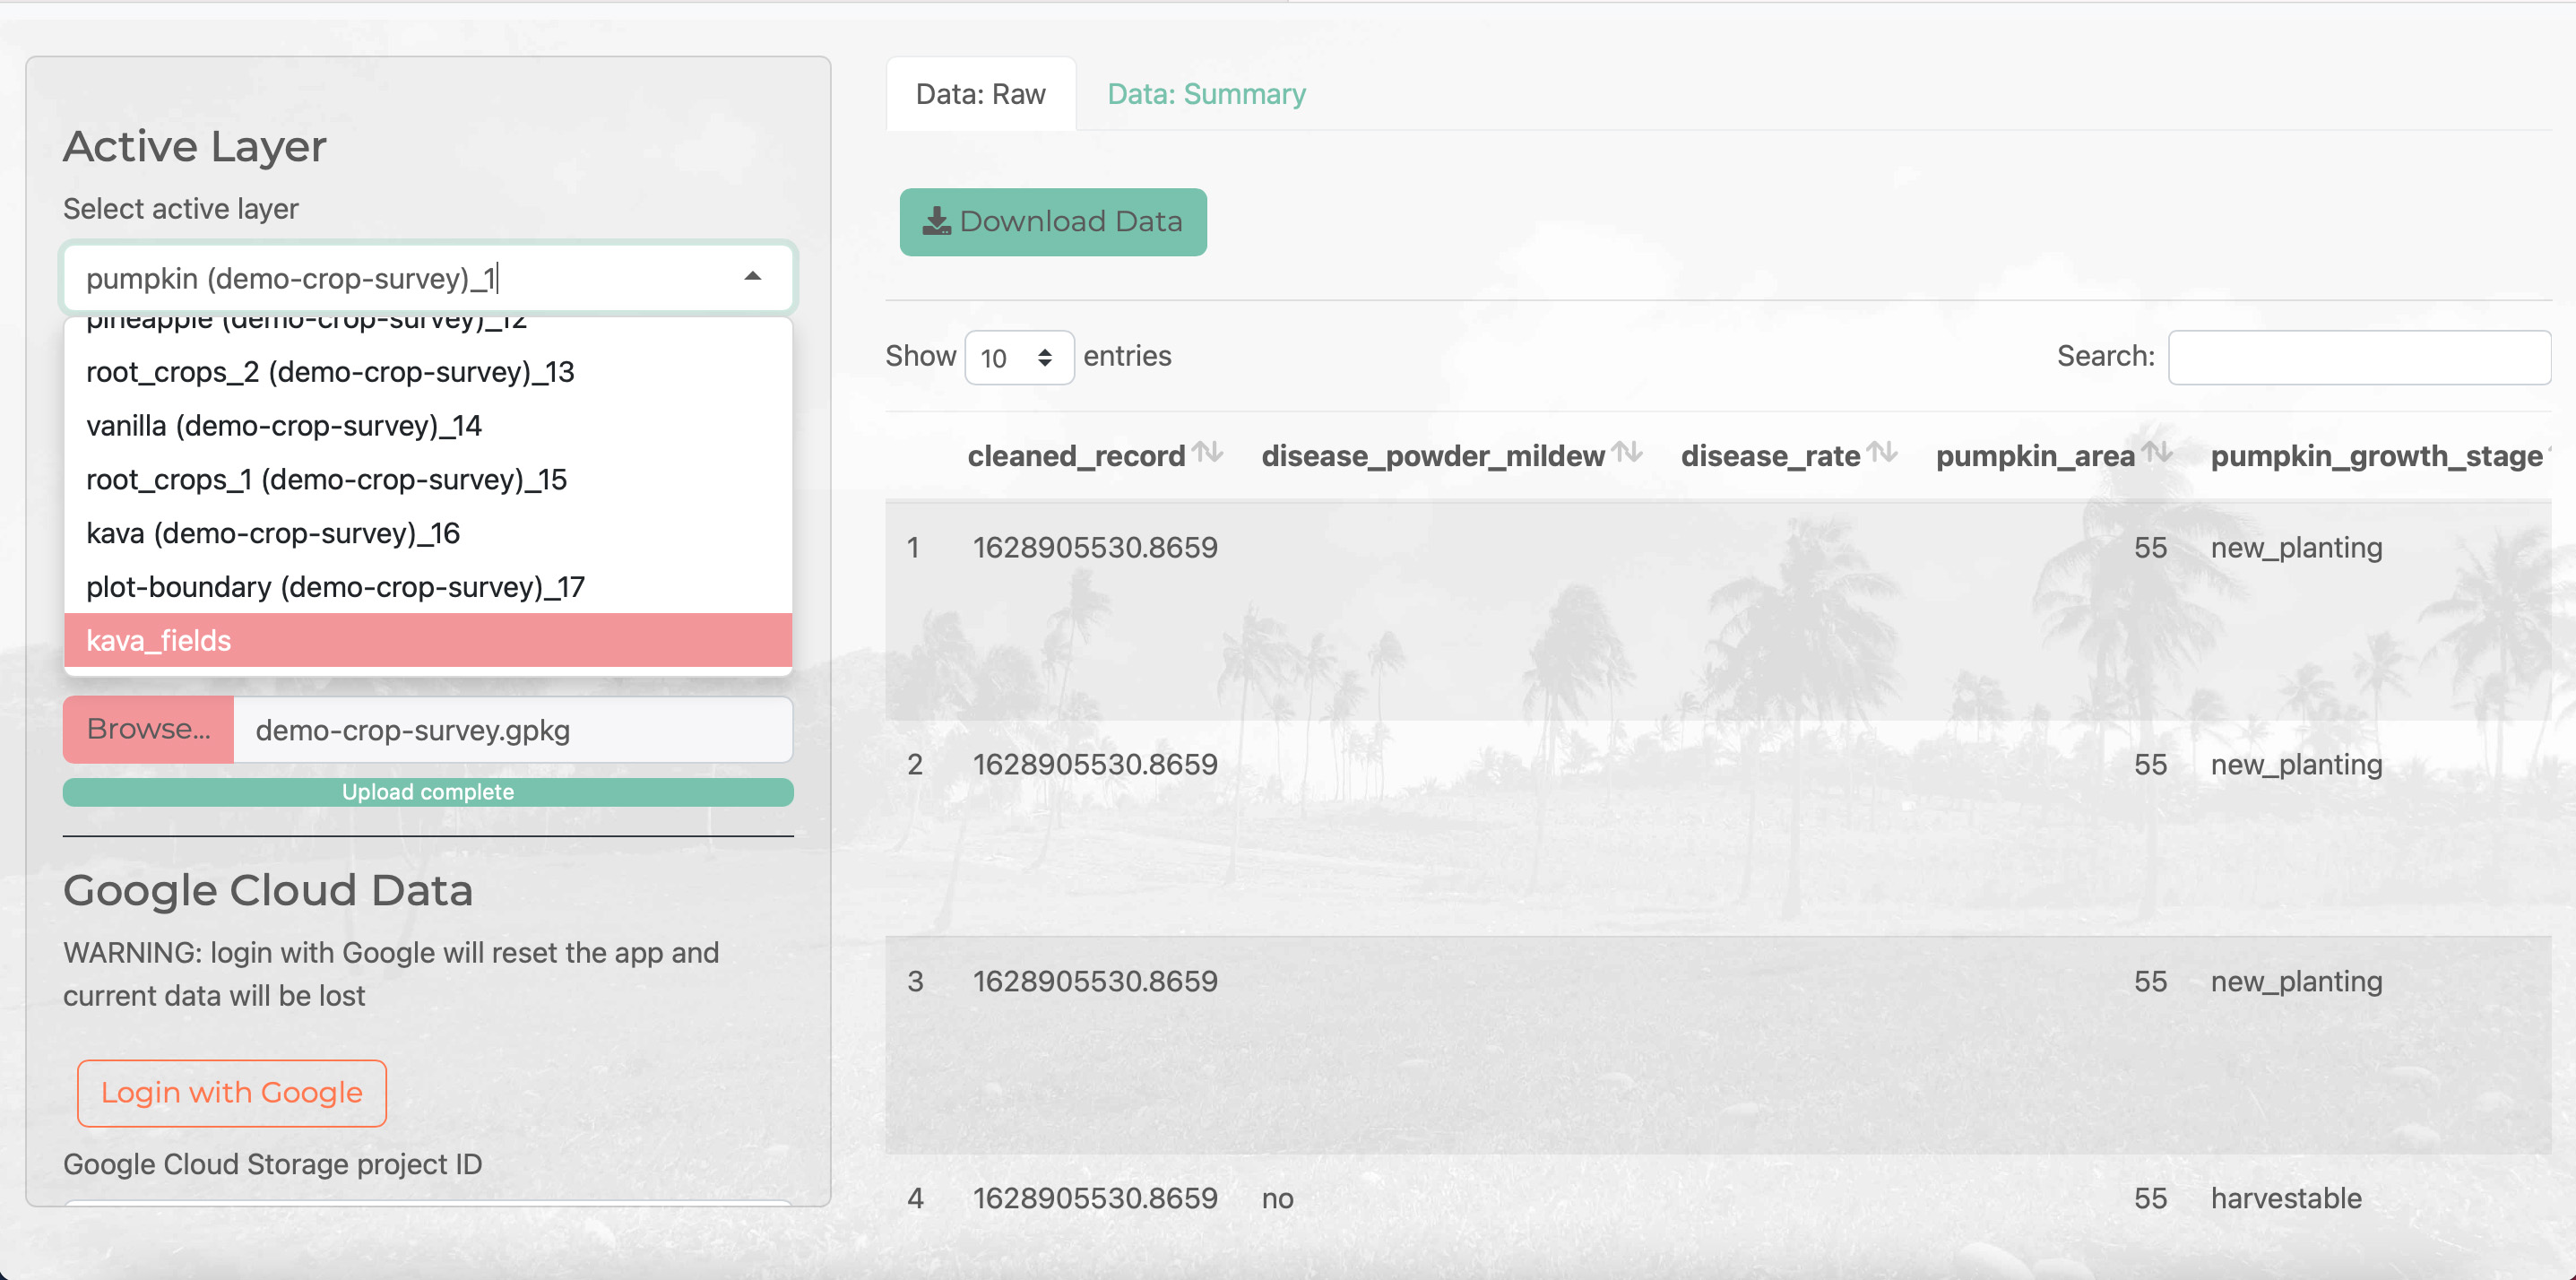 Active Layer
Select active layer
pumpkin (demo-crop-survey)_1
pineapple (demo-crop-survey)_12
root_crops_2 (demo-crop-survey)_13
vanilla (demo-crop-survey)_14
root_crops_1 (demo-crop-survey)_15
kava (demo-crop-survey)_16
plot-boundary (demo-crop-survey)_17
kava_fields
Browse... demo-crop-survey.gpkg
Upload complete
Google Cloud Data
WARNING: login with Google will reset the app and
current data will be lost
Login with Google
Google Cloud Storage project ID
Data: Raw Data: Summary
Download Data
Show 10 entries Search:
cleaned_record disease_powder_mildew disease_rate pumpkin_area pumpkin_growth_stage
1 1628905530.8659 55 new_planting
2 1628905530.8659 55 new_planting
3 1628905530.8659 55 new_planting
4 1628905530.8659 no 55 harvestable